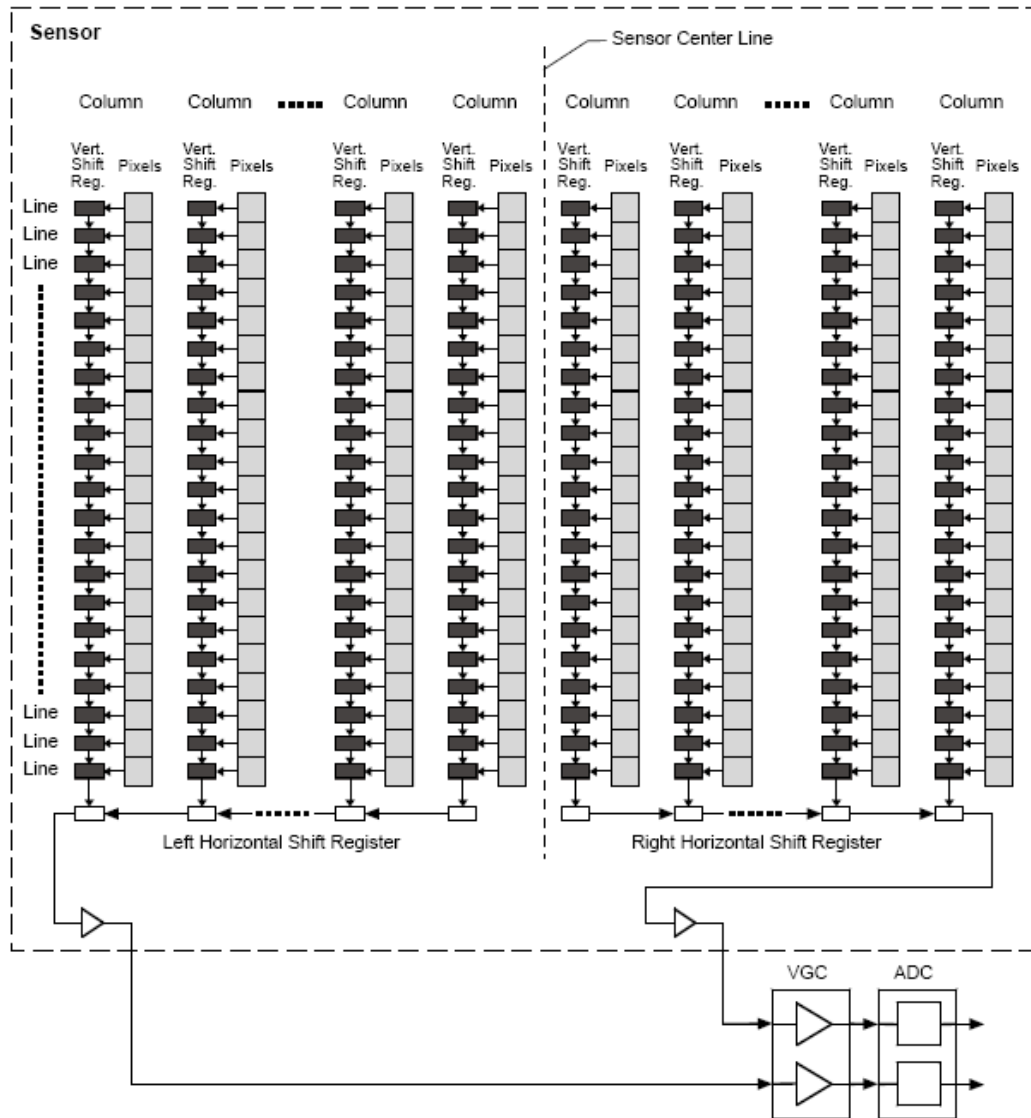 Sensor
Sensor Center Line
Column Column Column Column Column Column Column Column
Vert. Shift Reg. Pixels Vert. Shift Reg. Pixels Vert. Shift Reg. Pixels Vert. Shift Reg. Pixels Vert. Shift Reg. Pixels Vert. Shift Reg. Pixels Vert. Shift Reg. Pixels Vert. Shift Reg. Pixels
Line
Line
Line
Line
Line
Line
Left Horizontal Shift Register Right Horizontal Shift Register
VGC ADC